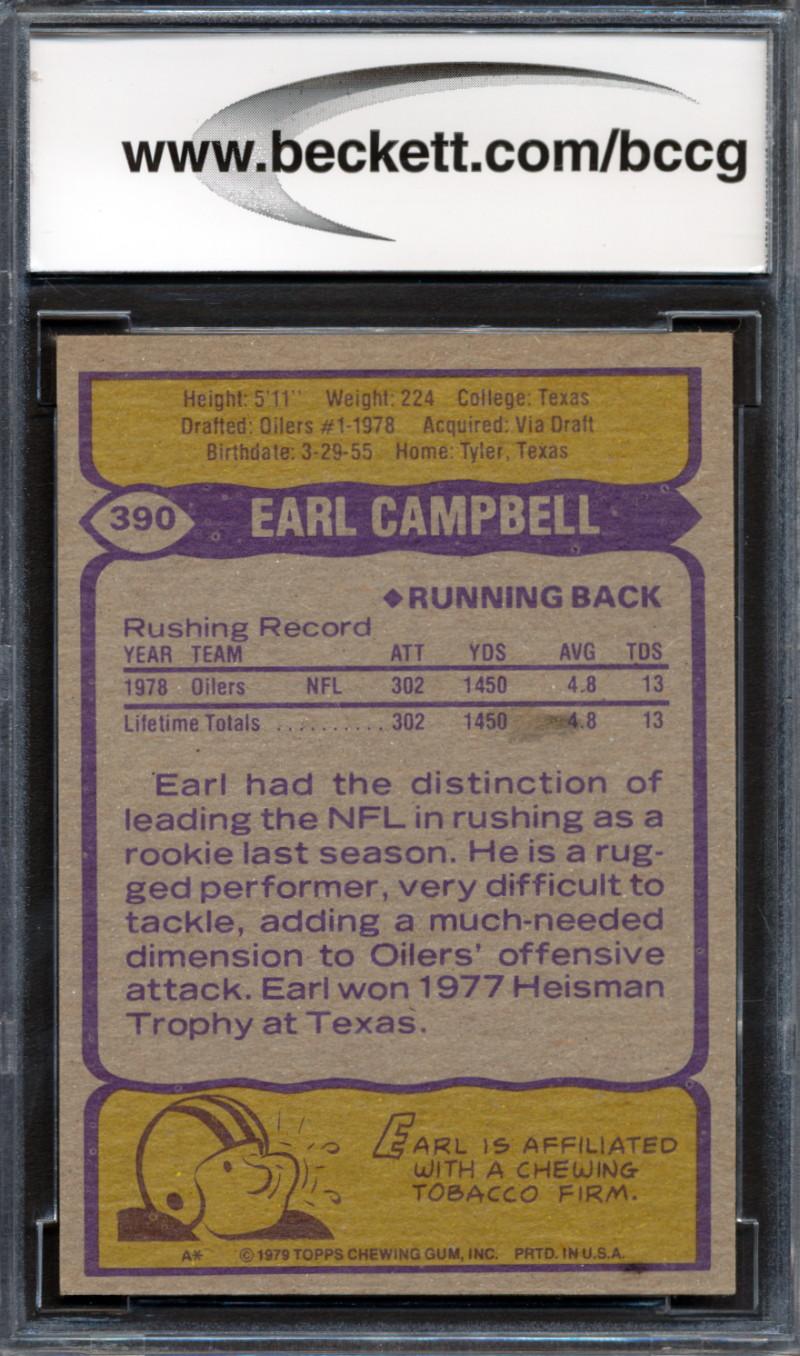 www.beckett.com/bccg
Height: 5'11" Weight: 224 College: Texas
Drafted: Oilers #1-1978 Acquired: Via Draft
Birthdate: 3-29-55 Home: Tyler, Texas
390 EARL CAMPBELL
◆RUNNING BACK
Rushing Record
YEAR TEAM ATT YDS AVG TDS
1978 Oilers NFL 302 1450 4.8 13
Lifetime Totals .......... 302 1450 4.8 13
Earl had the distinction of
leading the NFL in rushing as a
rookie last season. He is a rug-
ged performer, very difficult to
tackle, adding a much-needed
dimension to Oilers' offensive
attack. Earl won 1977 Heisman
Trophy at Texas.
EARL IS AFFILIATED
WITH A CHEWING
TOBACCO FIRM.
A* © 1979 TOPPS CHEWING GUM, INC. PRTD. IN U.S.A.